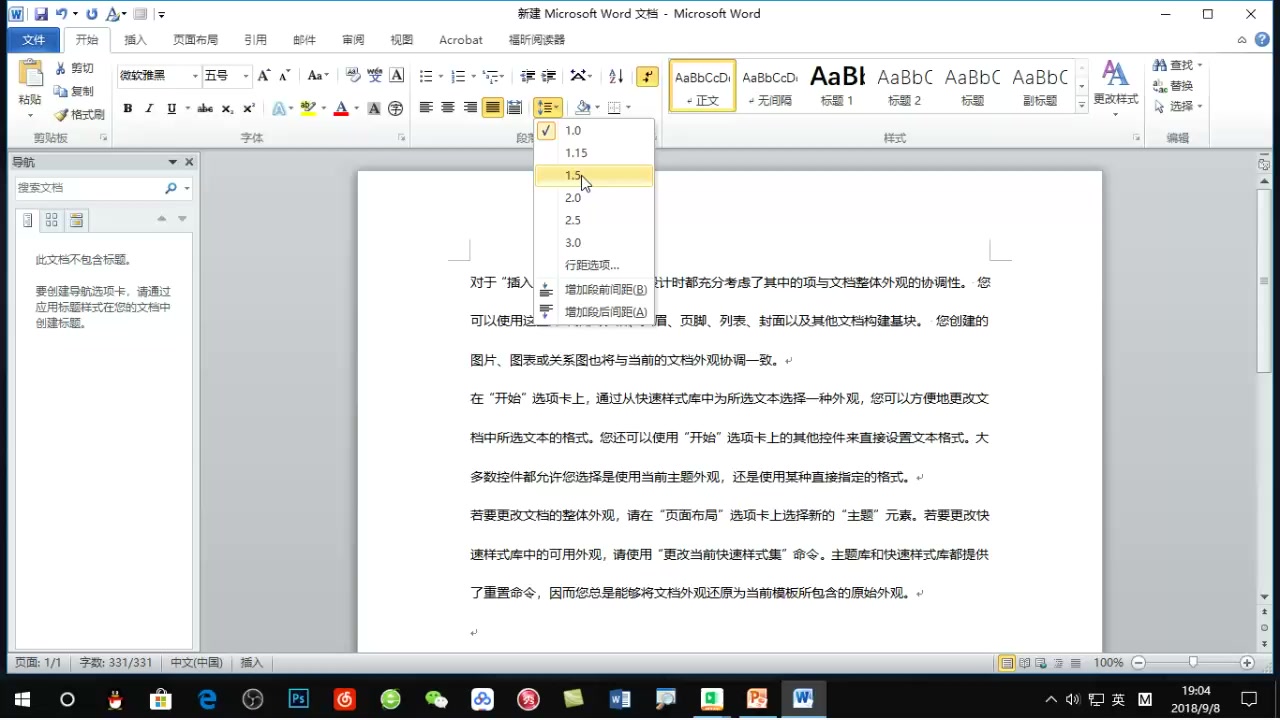 新建 Microsoft Word 文档 - Microsoft Word
文件 开始 插入 页面布局 引用 邮件 审阅 视图 Acrobat 福昕阅读器
粘贴
剪切
复制
格式刷
剪贴板
微软雅黑 五号
字体
AaBbCcDc
正文
AaBbCcDc
无间隔
AaBb
标题 1
AaBbC
标题 2
AaBbC
标题
AaBbC
副标题
更改样式
样式
查找
替换
选择
编辑
1.0
1.15
1.5
2.0
2.5
3.0
行距选项...
增加段前间距(B)
增加段后间距(A)
导航
搜索文档
此文档不包含标题。
要创建导航选项卡，请通过
应用标题样式在您的文档中
创建标题。
对于“插入 设计时都充分考虑了其中的项与文档整体外观的协调性。 您
可以使用这 眉、页脚、列表、封面以及其他文档构建基块。 您创建的
图片、图表或关系图也将与当前的文档外观协调一致。
在“开始”选项卡上，通过从快速样式库中为所选文本选择一种外观，您可以方便地更改文
档中所选文本的格式。您还可以使用“开始”选项卡上的其他控件来直接设置文本格式。大
多数控件都允许您选择是使用当前主题外观，还是使用某种直接指定的格式。
若要更改文档的整体外观，请在“页面布局”选项卡上选择新的“主题”元素。若要更改快
速样式库中的可用外观，请使用“更改当前快速样式集”命令。主题库和快速样式库都提供
了重置命令，因而您总是能够将文档外观还原为当前模板所包含的原始外观。
页面: 1/1 字数: 331/331 中文(中国) 插入 100%
英 M 19:04
2018/9/8